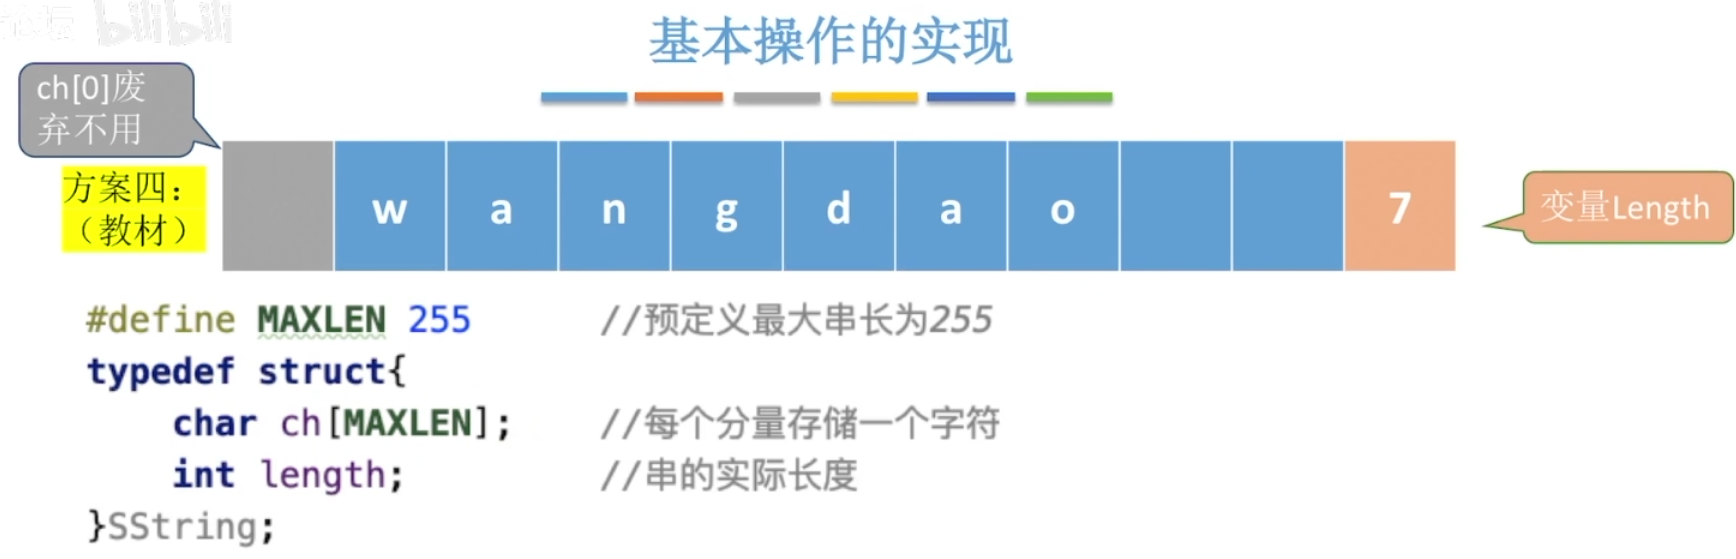 bilibili
基本操作的实现
ch[0]废
弃不用
方案四：
（教材）
w a n g d a o 7
变量Length
#define MAXLEN 255 //预定义最大串长为255
typedef struct{
char ch[MAXLEN]; //每个分量存储一个字符
int length; //串的实际长度
}SString;